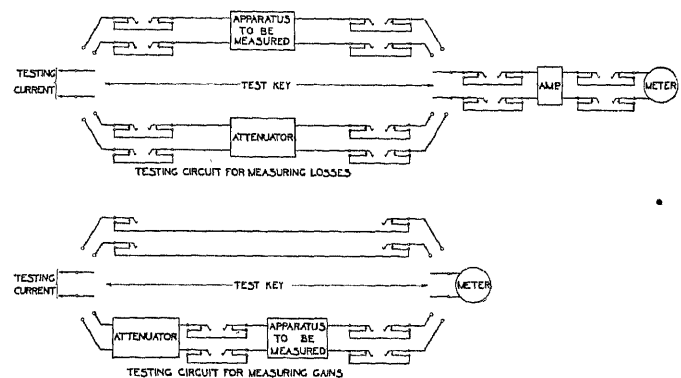 APPARATUS
TO BE
MEASURED
TESTING
CURRENT
TEST KEY
AMP
METER
ATTENUATOR
TESTING CIRCUIT FOR MEASURING LOSSES
TESTING
CURRENT
TEST KEY
METER
ATTENUATOR
APPARATUS
TO BE
MEASURED
TESTING CIRCUIT FOR MEASURING GAINS